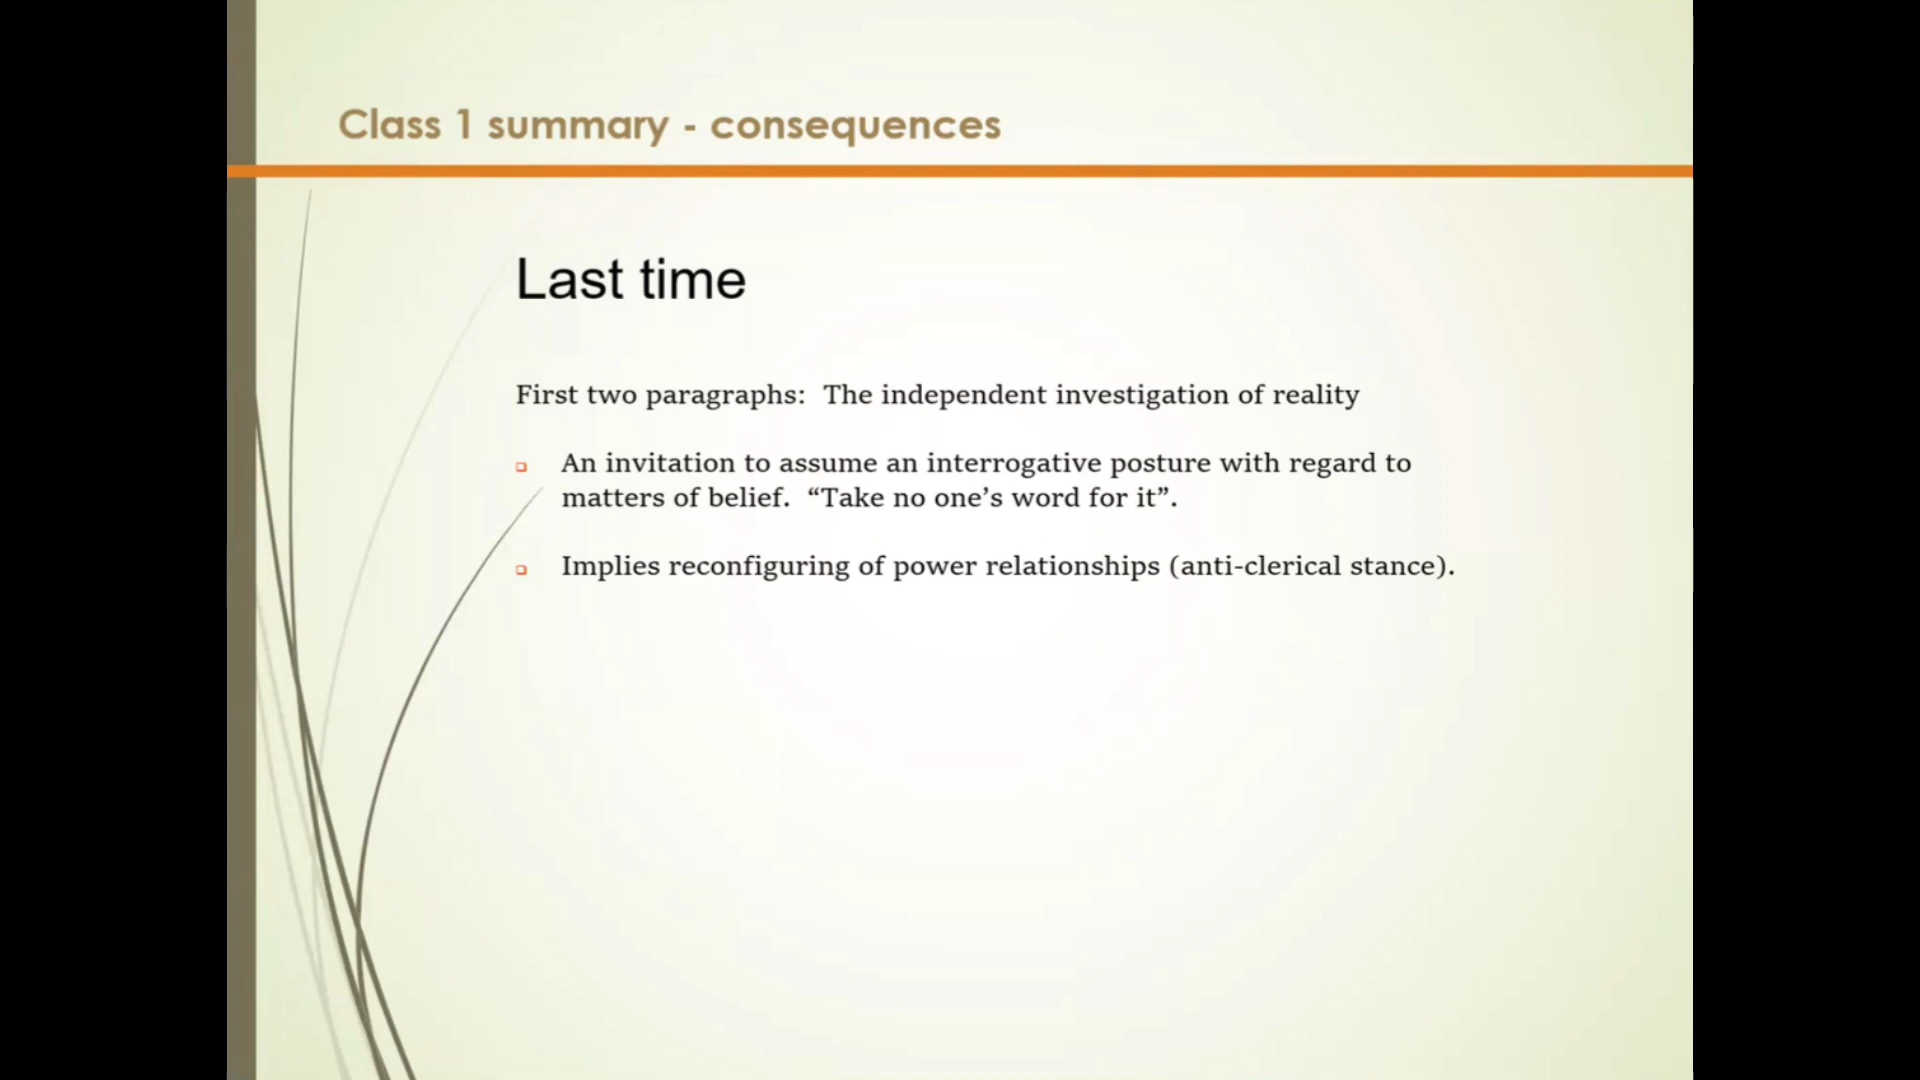 Class 1 summary - consequences
Last time
First two paragraphs:  The independent investigation of reality
An invitation to assume an interrogative posture with regard to
matters of belief.  “Take no one’s word for it”.
Implies reconfiguring of power relationships (anti-clerical stance).